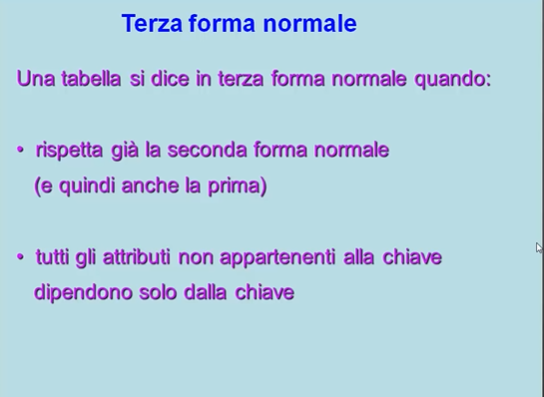 Terza forma normale
Una tabella si dice in terza forma normale quando:
• rispetta già la seconda forma normale
(e quindi anche la prima)
• tutti gli attributi non appartenenti alla chiave
dipendono solo dalla chiave